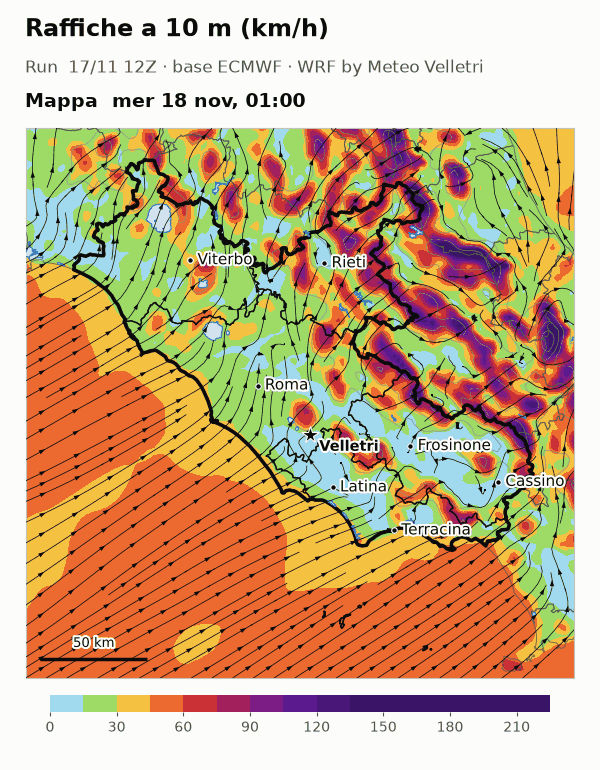 Raffiche a 10 m (km/h)
Run  17/11 12Z · base ECMWF · WRF by Meteo Velletri
Mappa  mer 18 nov, 01:00
Viterbo
Rieti
Roma
Velletri
Frosinone
Latina
Cassino
Terracina
50 km
0 30 60 90 120 150 180 210